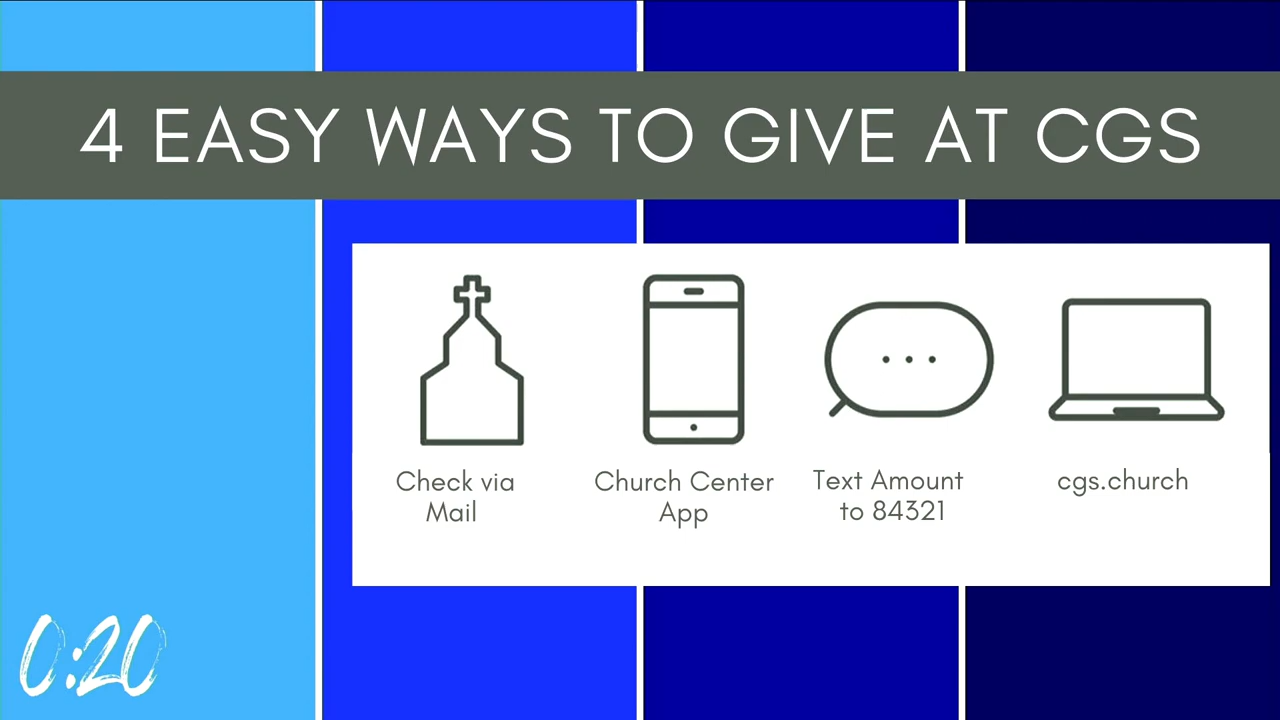 4 EASY WAYS TO GIVE AT CGS
Check via
Mail
Church Center
App
Text Amount
to 84321
cgs.church
0:20